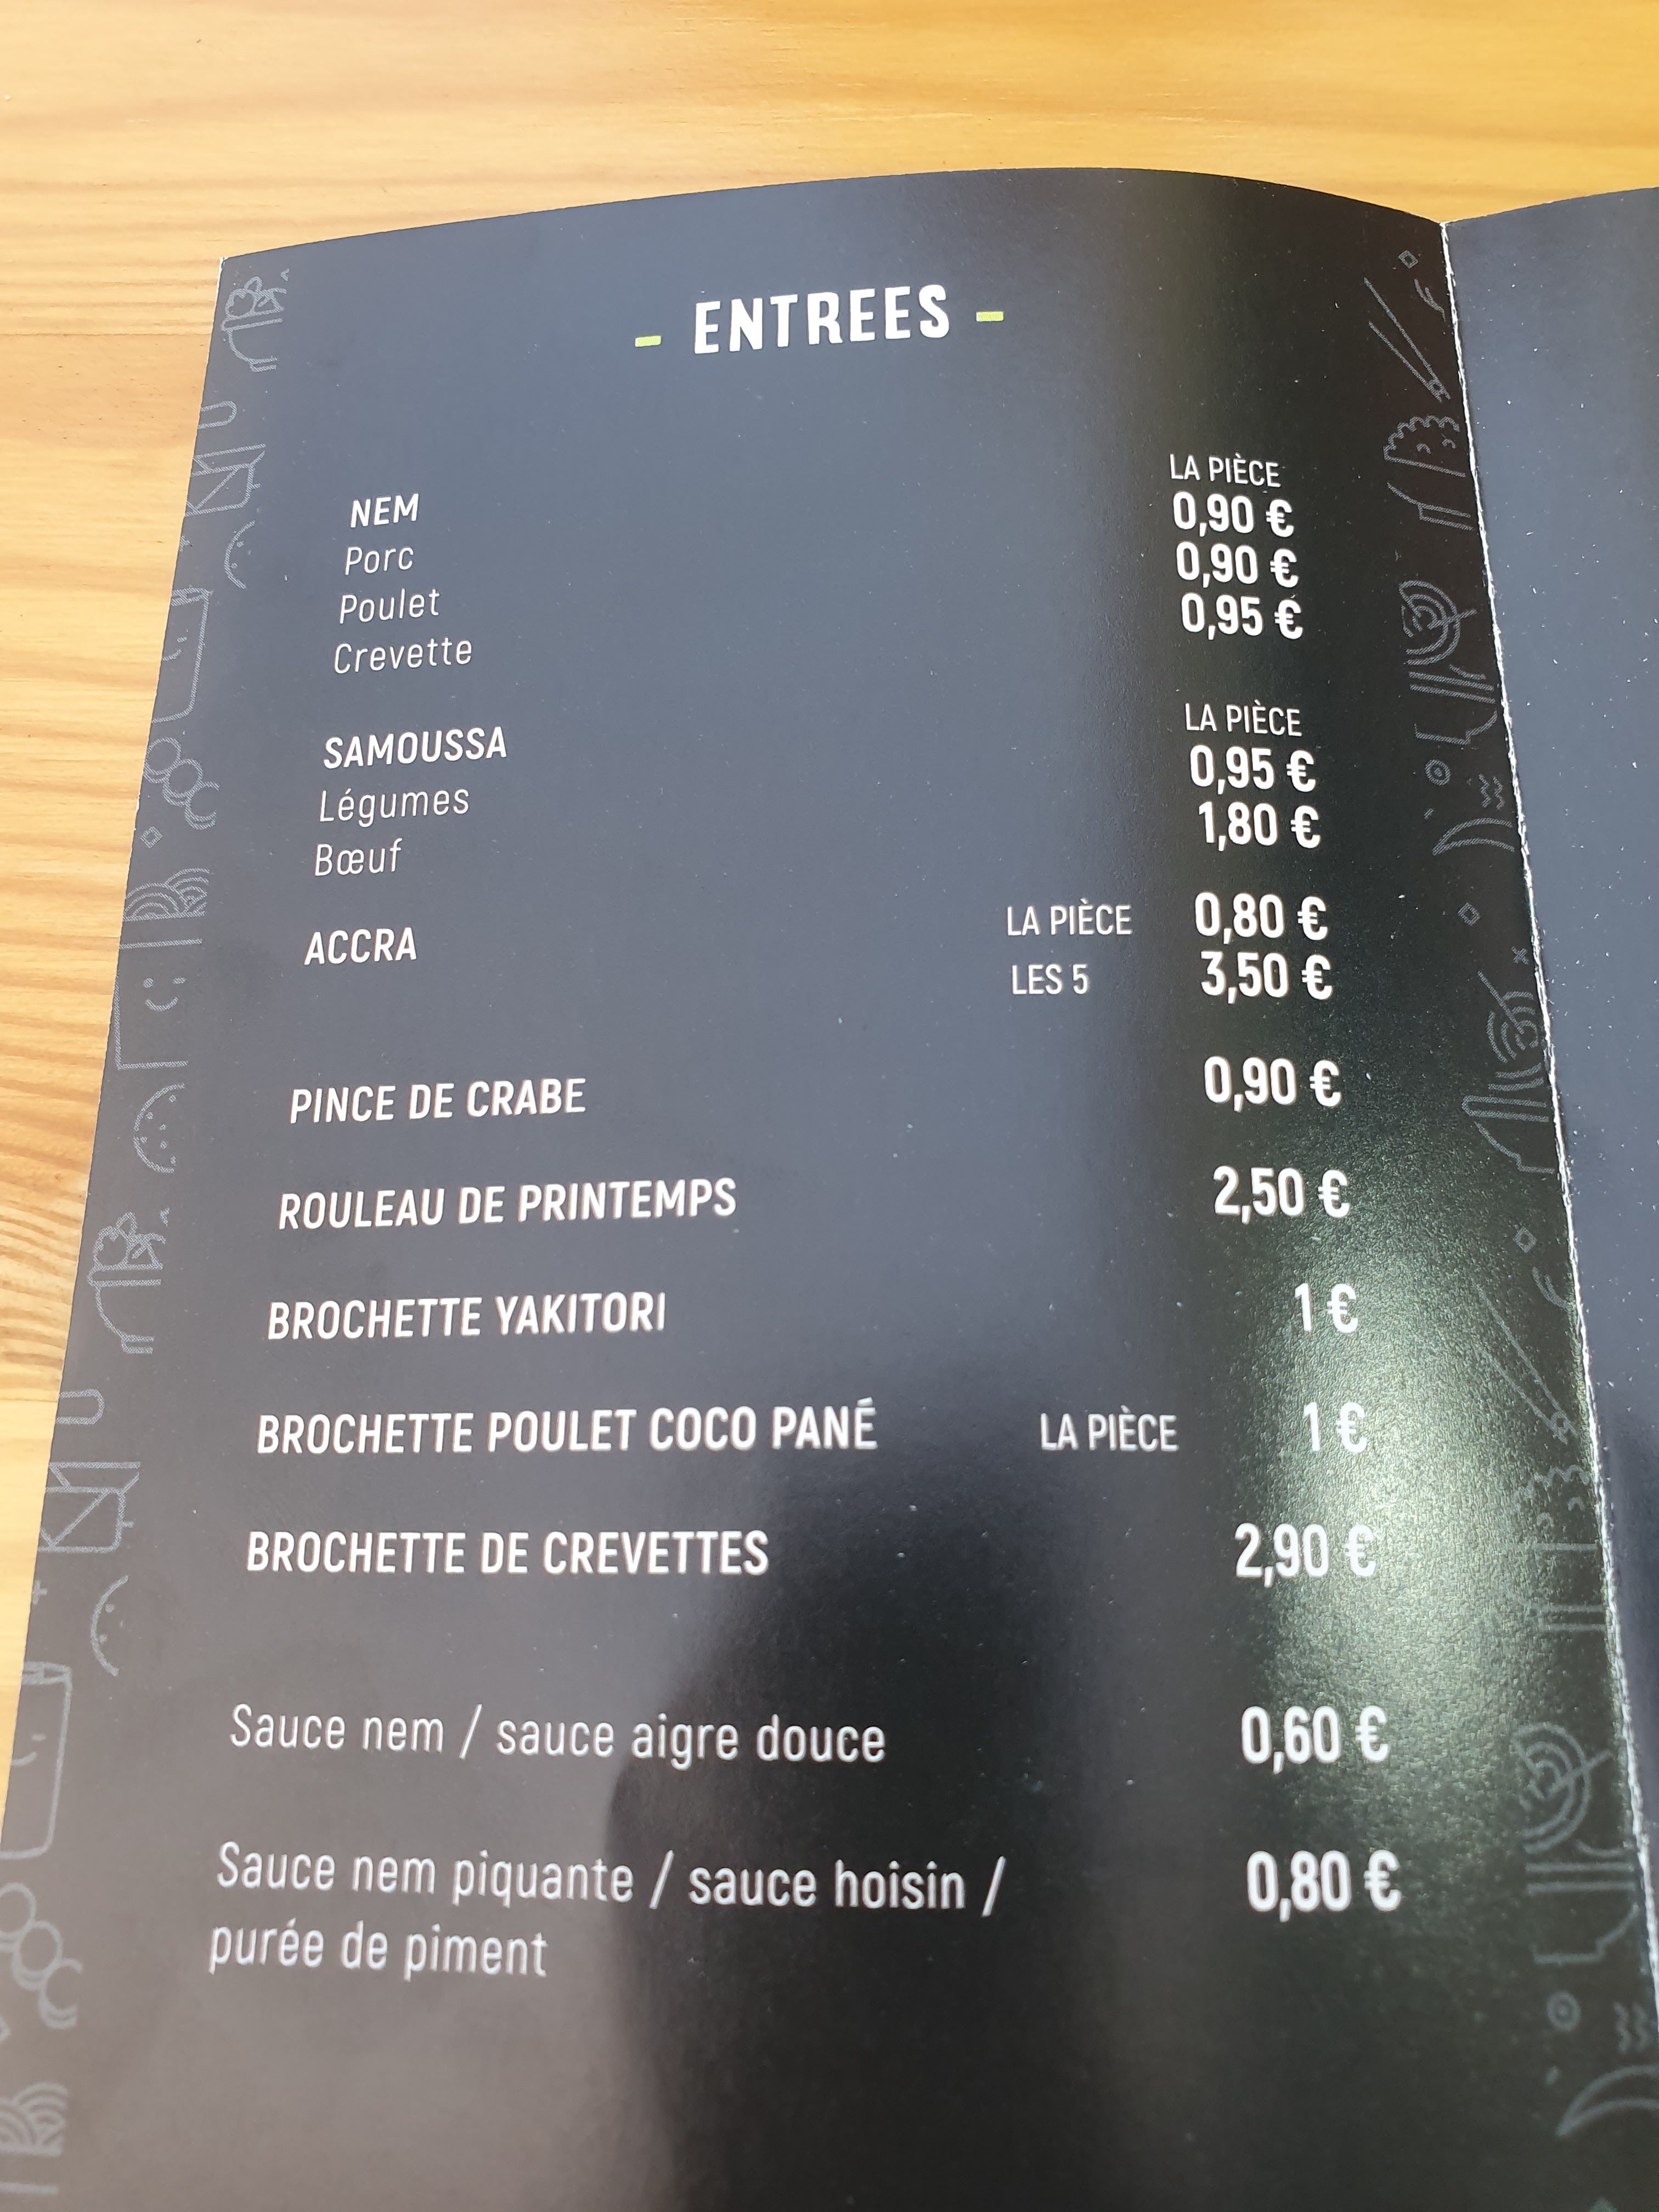 - ENTREES -
LA PIÈCE
NEM 0,90 €
Porc 0,90 €
Poulet 0,95 €
Crevette
LA PIÈCE
SAMOUSSA 0,95 €
Légumes 1,80 €
Bœuf
ACCRA LA PIÈCE 0,80 €
LES 5 3,50 €
PINCE DE CRABE 0,90 €
ROULEAU DE PRINTEMPS 2,50 €
BROCHETTE YAKITORI 1 €
BROCHETTE POULET COCO PANÉ LA PIÈCE 1 €
BROCHETTE DE CREVETTES 2,90 €
Sauce nem / sauce aigre douce 0,60 €
Sauce nem piquante / sauce hoisin / 0,80 €
purée de piment